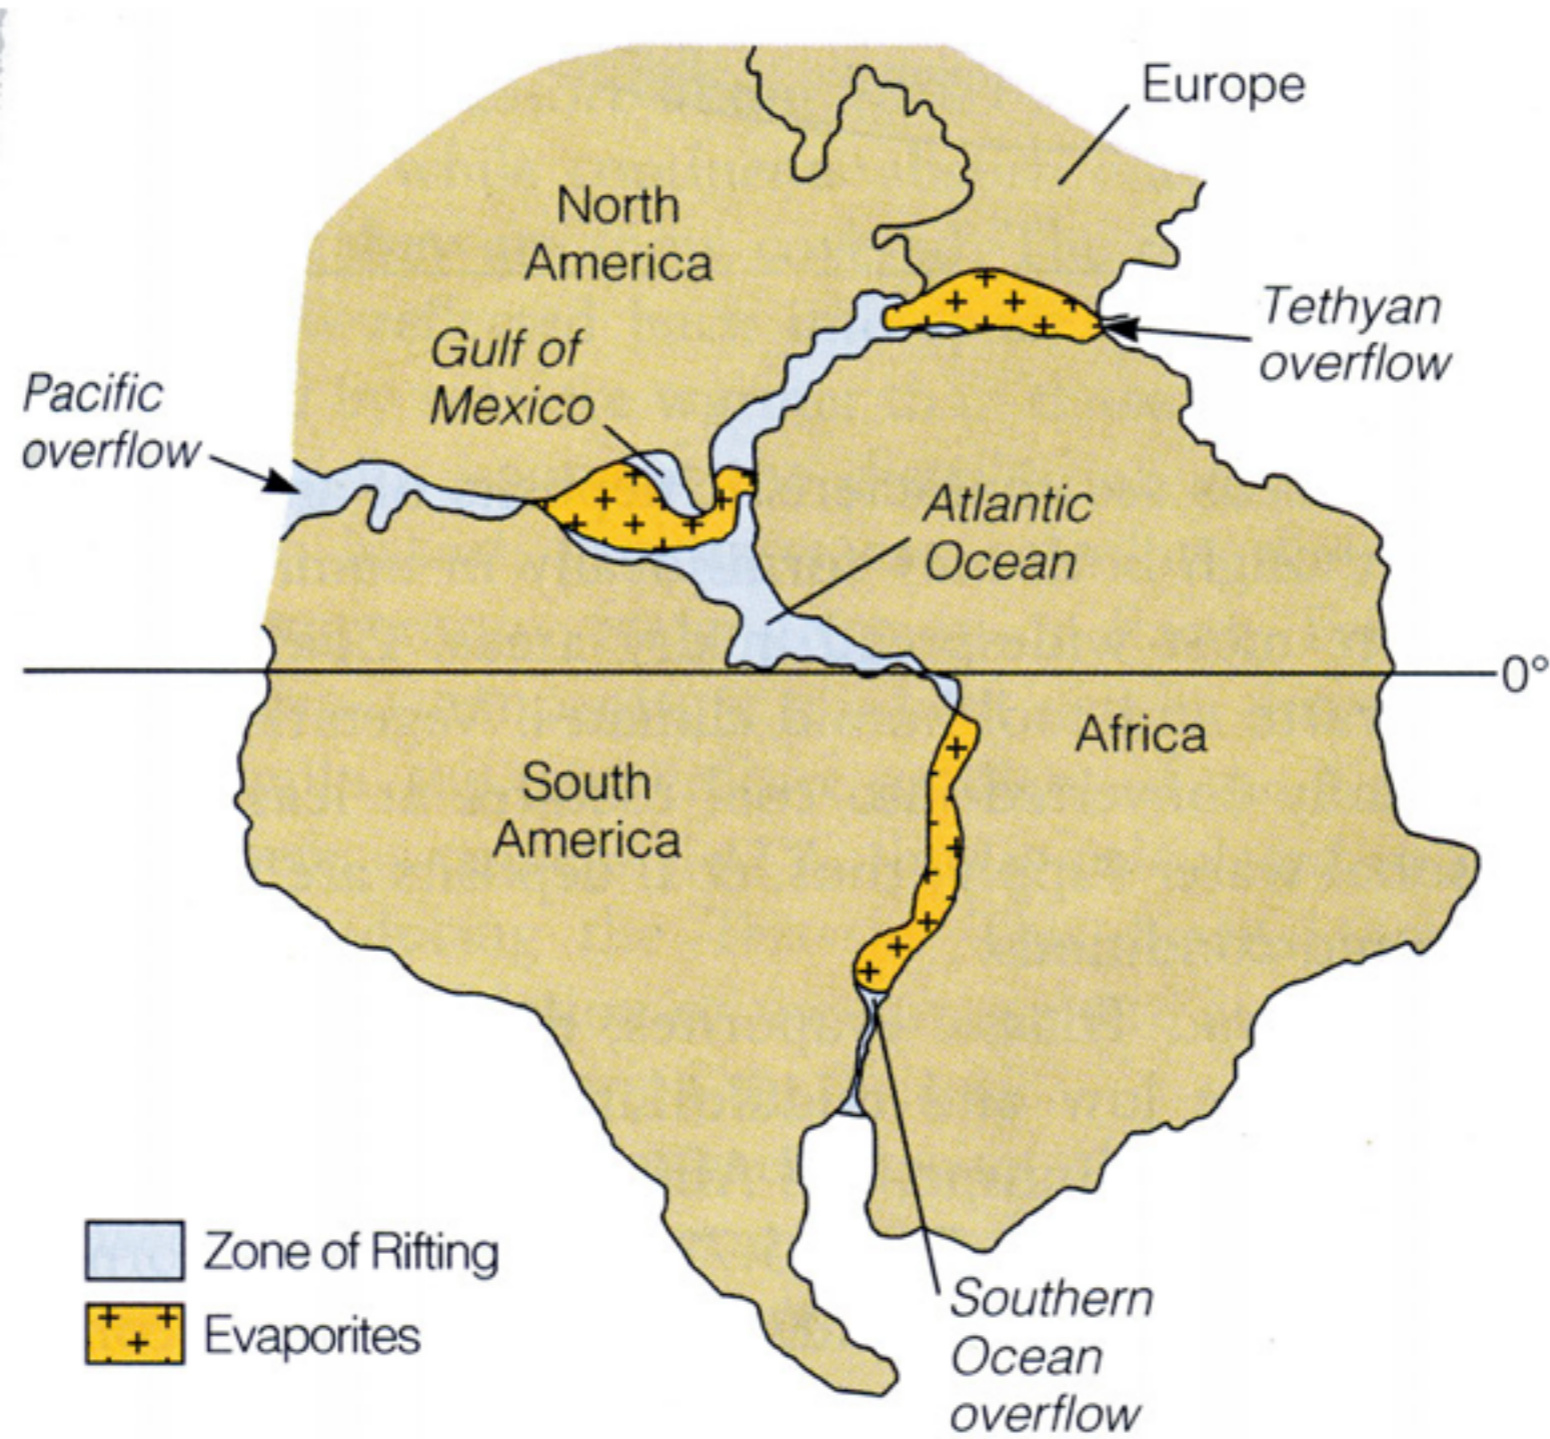 Europe
North
America
Tethyan
overflow
Gulf of
Mexico
Pacific
overflow
Atlantic
Ocean
0°
Africa
South
America
Zone of Rifting
Evaporites
Southern
Ocean
overflow